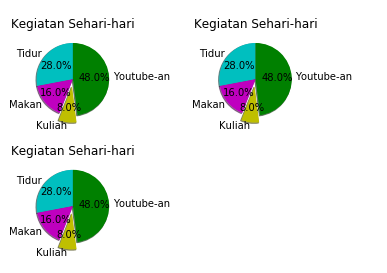 Kegiatan Sehari-hari
Tidur
28.0%
48.0%
Youtube-an
16.0%
Makan
8.0%
Kuliah
Kegiatan Sehari-hari
Tidur
28.0%
48.0%
Youtube-an
16.0%
Makan
8.0%
Kuliah
Kegiatan Sehari-hari
Tidur
28.0%
48.0%
Youtube-an
16.0%
Makan
8.0%
Kuliah